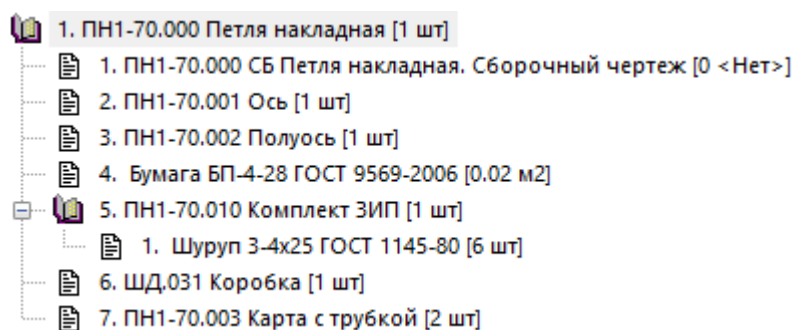 1. ПН1-70.000 Петля накладная [1 шт]
1. ПН1-70.000 СБ Петля накладная. Сборочный чертеж [0 <Нет>]
2. ПН1-70.001 Ось [1 шт]
3. ПН1-70.002 Полуось [1 шт]
4. Бумага БП-4-28 ГОСТ 9569-2006 [0.02 м2]
5. ПН1-70.010 Комплект ЗИП [1 шт]
1. Шуруп 3-4х25 ГОСТ 1145-80 [6 шт]
6. ШД.031 Коробка [1 шт]
7. ПН1-70.003 Карта с трубкой [2 шт]